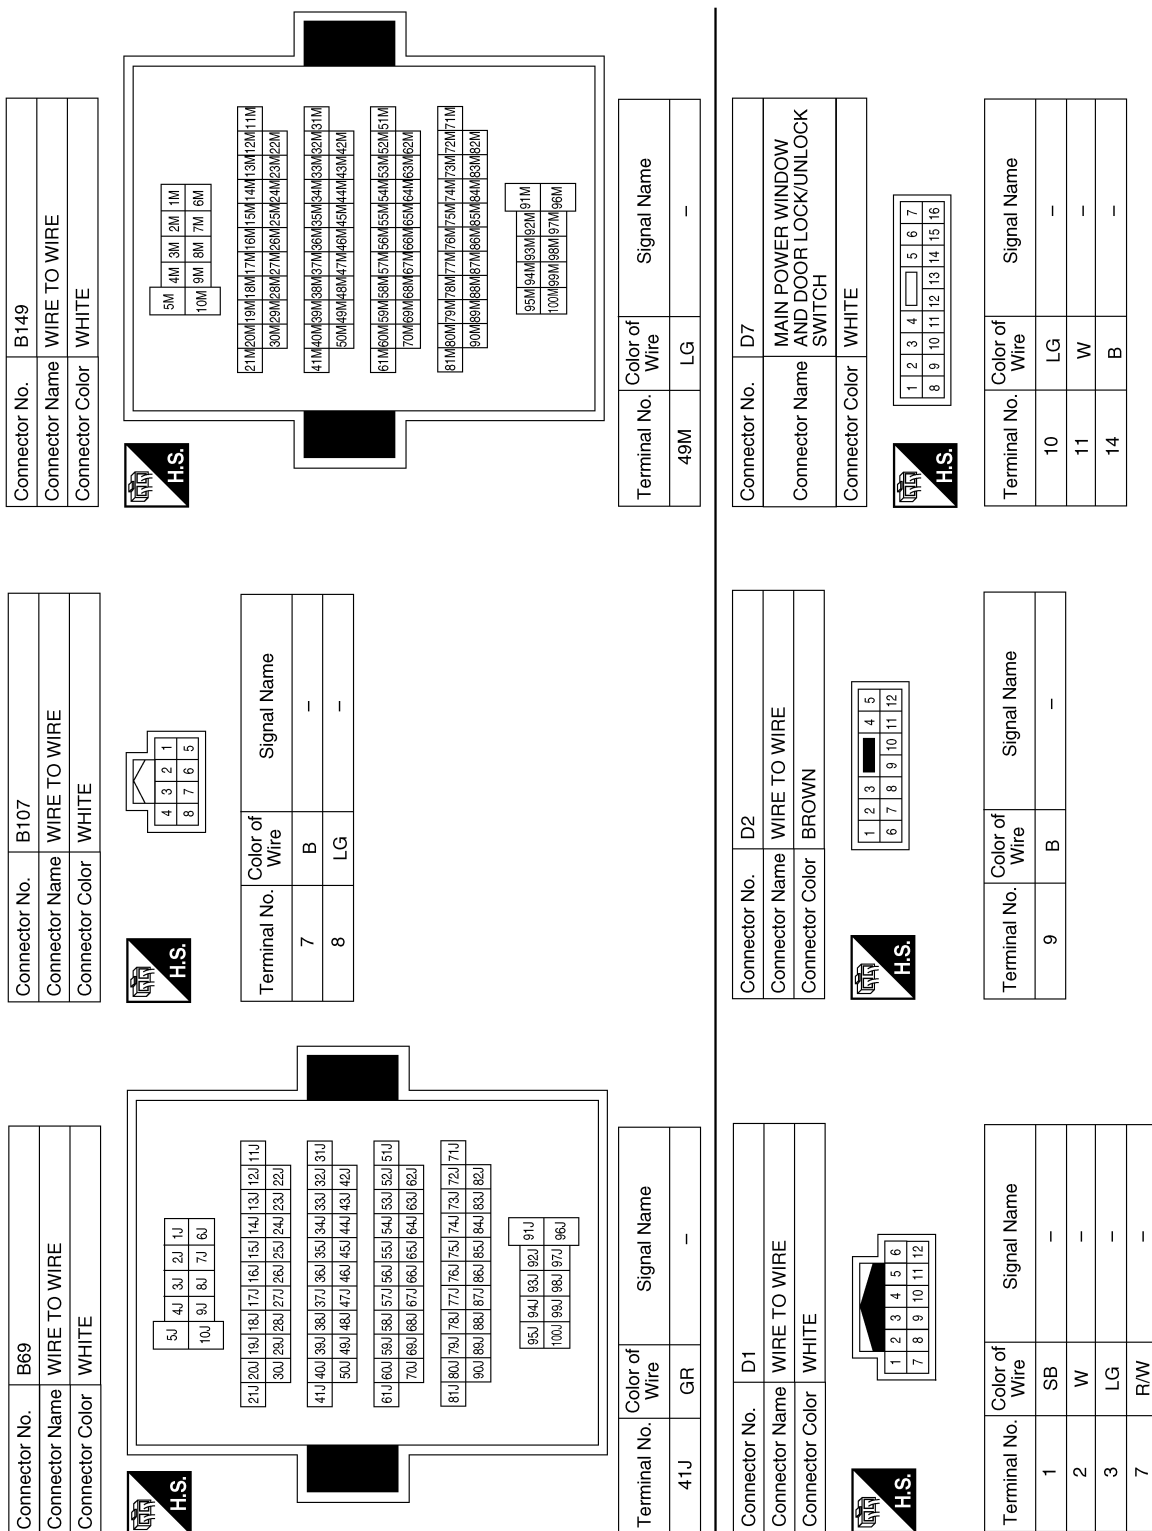 Connector No. B69
Connector Name WIRE TO WIRE
Connector Color WHITE
H.S.
5J 4J 3J 2J 1J
10J 9J 8J 7J 6J
21J 20J 19J 18J 17J 16J 15J 14J 13J 12J 11J
30J 29J 28J 27J 26J 25J 24J 23J 22J
41J 40J 39J 38J 37J 36J 35J 34J 33J 32J 31J
50J 49J 48J 47J 46J 45J 44J 43J 42J
61J 60J 59J 58J 57J 56J 55J 54J 53J 52J 51J
70J 69J 68J 67J 66J 65J 64J 63J 62J
81J 80J 79J 78J 77J 76J 75J 74J 73J 72J 71J
90J 89J 88J 87J 86J 85J 84J 83J 82J
95J 94J 93J 92J 91J
100J 99J 98J 97J 96J
Terminal No. Color of Wire Signal Name
41J GR –
Connector No. B107
Connector Name WIRE TO WIRE
Connector Color WHITE
H.S.
4 3 2 1
8 7 6 5
Terminal No. Color of Wire Signal Name
7 B –
8 LG –
Connector No. B149
Connector Name WIRE TO WIRE
Connector Color WHITE
H.S.
5M 4M 3M 2M 1M
10M 9M 8M 7M 6M
21M 20M 19M 18M 17M 16M 15M 14M 13M 12M 11M
30M 29M 28M 27M 26M 25M 24M 23M 22M
41M 40M 39M 38M 37M 36M 35M 34M 33M 32M 31M
50M 49M 48M 47M 46M 45M 44M 43M 42M
61M 60M 59M 58M 57M 56M 55M 54M 53M 52M 51M
70M 69M 68M 67M 66M 65M 64M 63M 62M
81M 80M 79M 78M 77M 76M 75M 74M 73M 72M 71M
90M 89M 88M 87M 86M 85M 84M 83M 82M
95M 94M 93M 92M 91M
100M 99M 98M 97M 96M
Terminal No. Color of Wire Signal Name
49M LG –
Connector No. D1
Connector Name WIRE TO WIRE
Connector Color WHITE
H.S.
1 2 3 4 5 6
7 8 9 10 11 12
Terminal No. Color of Wire Signal Name
1 SB –
2 W –
3 LG –
7 R/W –
Connector No. D2
Connector Name WIRE TO WIRE
Connector Color BROWN
H.S.
1 2 3 4 5
6 7 8 9 10 11 12
Terminal No. Color of Wire Signal Name
9 B –
Connector No. D7
Connector Name MAIN POWER WINDOW
AND DOOR LOCK/UNLOCK
SWITCH
Connector Color WHITE
H.S.
1 2 3 4 5 6 7
8 9 10 11 12 13 14 15 16
Terminal No. Color of Wire Signal Name
10 LG –
11 W –
14 B –